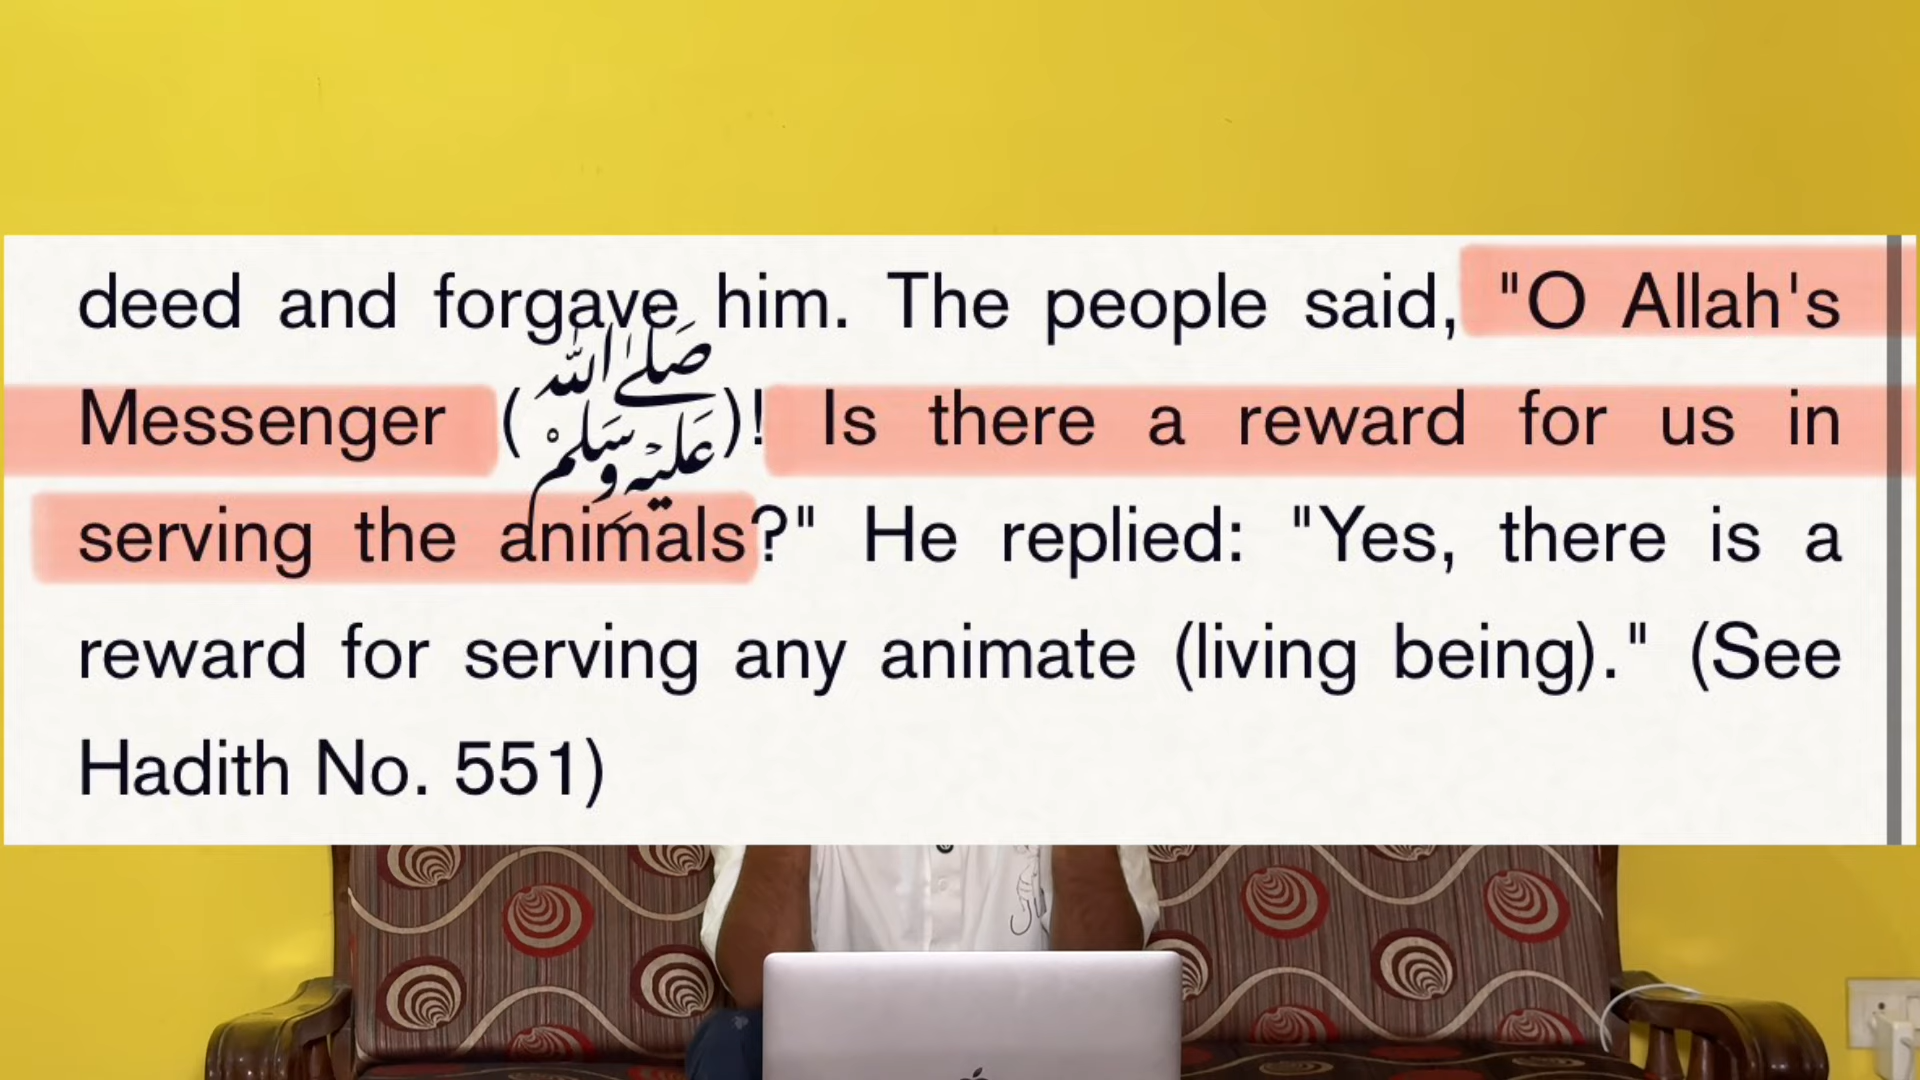 deed and forgave him. The people said, "O Allah's
Messenger (صلى الله عليه وسلم)! Is there a reward for us in
serving the animals?" He replied: "Yes, there is a
reward for serving any animate (living being)." (See
Hadith No. 551)